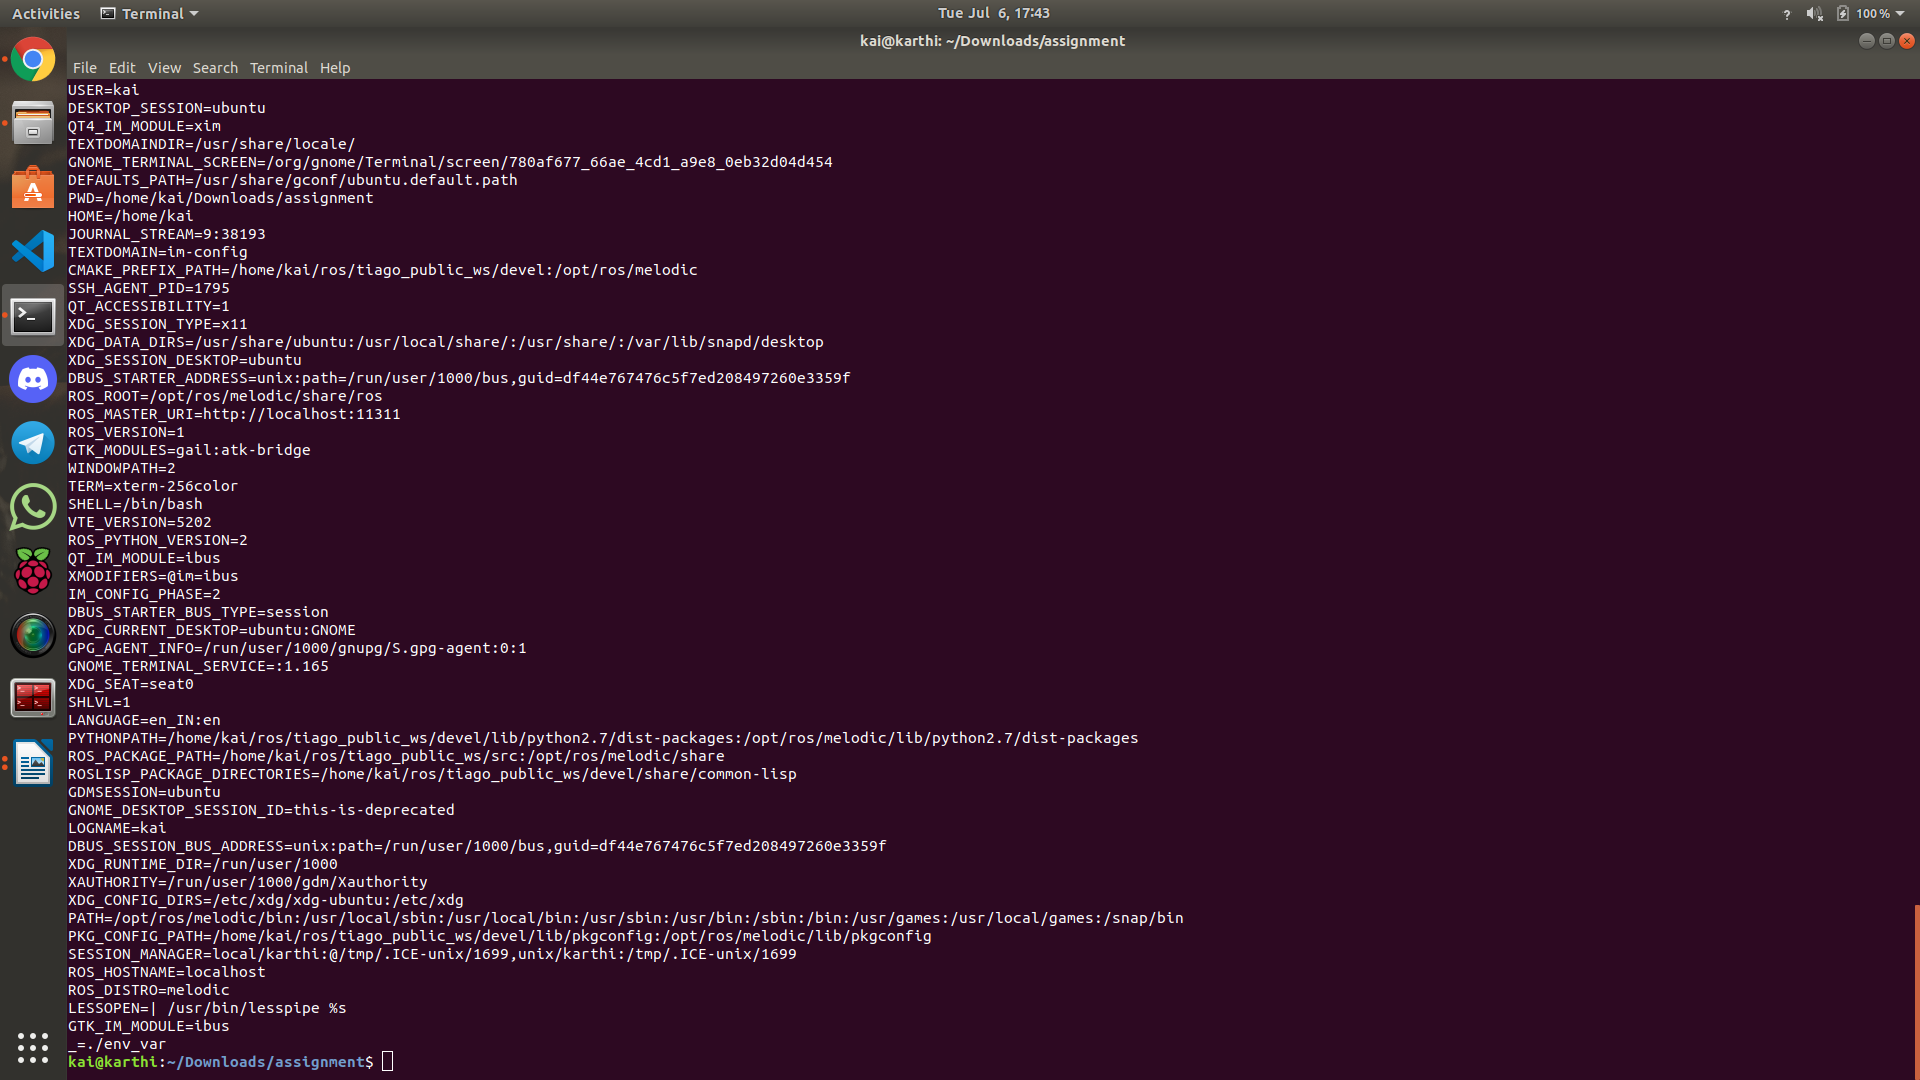 Activities Terminal Tue Jul 6, 17:43 ? 100 %
kai@karthi: ~/Downloads/assignment
File Edit View Search Terminal Help
USER=kai
DESKTOP_SESSION=ubuntu
QT4_IM_MODULE=xim
TEXTDOMAINDIR=/usr/share/locale/
GNOME_TERMINAL_SCREEN=/org/gnome/Terminal/screen/780af677_66ae_4cd1_a9e8_0eb32d04d454
DEFAULTS_PATH=/usr/share/gconf/ubuntu.default.path
PWD=/home/kai/Downloads/assignment
HOME=/home/kai
JOURNAL_STREAM=9:38193
TEXTDOMAIN=im-config
CMAKE_PREFIX_PATH=/home/kai/ros/tiago_public_ws/devel:/opt/ros/melodic
SSH_AGENT_PID=1795
QT_ACCESSIBILITY=1
XDG_SESSION_TYPE=x11
XDG_DATA_DIRS=/usr/share/ubuntu:/usr/local/share/:/usr/share/:/var/lib/snapd/desktop
XDG_SESSION_DESKTOP=ubuntu
DBUS_STARTER_ADDRESS=unix:path=/run/user/1000/bus,guid=df44e767476c5f7ed208497260e3359f
ROS_ROOT=/opt/ros/melodic/share/ros
ROS_MASTER_URI=http://localhost:11311
ROS_VERSION=1
GTK_MODULES=gail:atk-bridge
WINDOWPATH=2
TERM=xterm-256color
SHELL=/bin/bash
VTE_VERSION=5202
ROS_PYTHON_VERSION=2
QT_IM_MODULE=ibus
XMODIFIERS=@im=ibus
IM_CONFIG_PHASE=2
DBUS_STARTER_BUS_TYPE=session
XDG_CURRENT_DESKTOP=ubuntu:GNOME
GPG_AGENT_INFO=/run/user/1000/gnupg/S.gpg-agent:0:1
GNOME_TERMINAL_SERVICE=:1.165
XDG_SEAT=seat0
SHLVL=1
LANGUAGE=en_IN:en
PYTHONPATH=/home/kai/ros/tiago_public_ws/devel/lib/python2.7/dist-packages:/opt/ros/melodic/lib/python2.7/dist-packages
ROS_PACKAGE_PATH=/home/kai/ros/tiago_public_ws/src:/opt/ros/melodic/share
ROSLISP_PACKAGE_DIRECTORIES=/home/kai/ros/tiago_public_ws/devel/share/common-lisp
GDMSESSION=ubuntu
GNOME_DESKTOP_SESSION_ID=this-is-deprecated
LOGNAME=kai
DBUS_SESSION_BUS_ADDRESS=unix:path=/run/user/1000/bus,guid=df44e767476c5f7ed208497260e3359f
XDG_RUNTIME_DIR=/run/user/1000
XAUTHORITY=/run/user/1000/gdm/Xauthority
XDG_CONFIG_DIRS=/etc/xdg/xdg-ubuntu:/etc/xdg
PATH=/opt/ros/melodic/bin:/usr/local/sbin:/usr/local/bin:/usr/sbin:/usr/bin:/sbin:/bin:/usr/games:/usr/local/games:/snap/bin
PKG_CONFIG_PATH=/home/kai/ros/tiago_public_ws/devel/lib/pkgconfig:/opt/ros/melodic/lib/pkgconfig
SESSION_MANAGER=local/karthi:@/tmp/.ICE-unix/1699,unix/karthi:/tmp/.ICE-unix/1699
ROS_HOSTNAME=localhost
ROS_DISTRO=melodic
LESSOPEN=| /usr/bin/lesspipe %s
GTK_IM_MODULE=ibus
_=./env_var
kai@karthi:~/Downloads/assignment$